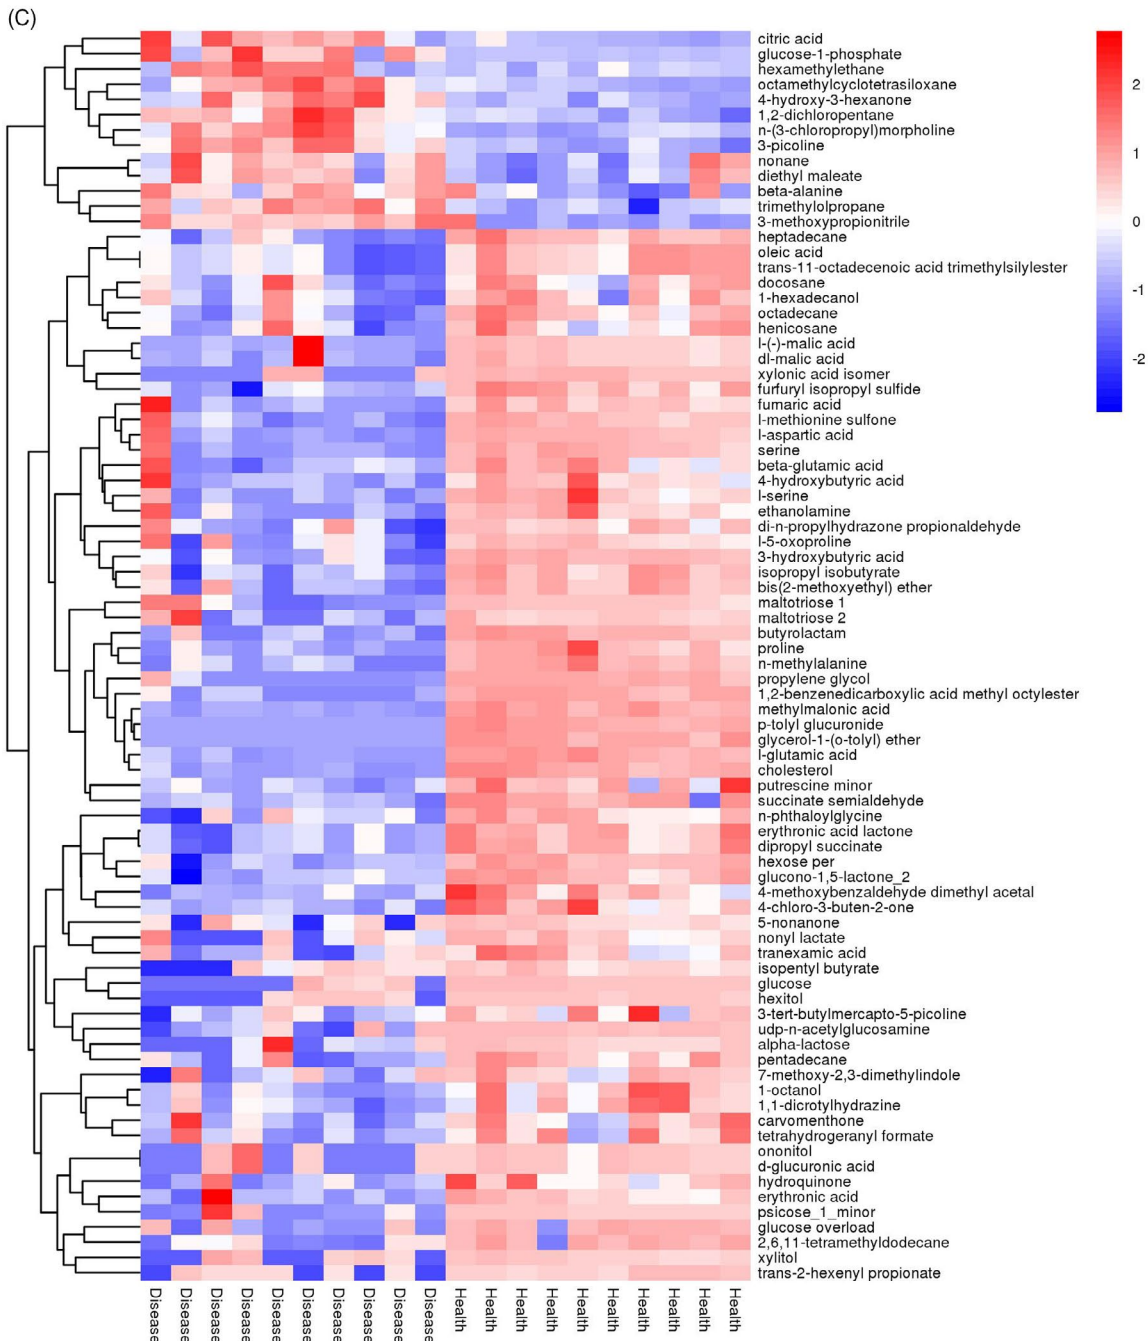 (C)
citric acid
glucose-1-phosphate
hexamethylethane
octamethylcyclotetrasiloxane
4-hydroxy-3-hexanone
1,2-dichloropentane
n-(3-chloropropyl)morpholine
3-picoline
nonane
diethyl maleate
beta-alanine
trimethylolpropane
3-methoxypropionitrile
heptadecane
oleic acid
trans-11-octadecenoic acid trimethylsilylester
docosane
1-hexadecanol
octadecane
henicosane
l-(-)-malic acid
dl-malic acid
xylonic acid isomer
furfuryl isopropyl sulfide
fumaric acid
l-methionine sulfone
l-aspartic acid
serine
beta-glutamic acid
4-hydroxybutyric acid
l-serine
ethanolamine
di-n-propylhydrazone propionaldehyde
l-5-oxoproline
3-hydroxybutyric acid
isopropyl isobutyrate
bis(2-methoxyethyl) ether
maltotriose 1
maltotriose 2
butyrolactam
proline
n-methylalanine
propylene glycol
1,2-benzenedicarboxylic acid methyl octylester
methylmalonic acid
p-tolyl glucuronide
glycerol-1-(o-tolyl) ether
l-glutamic acid
cholesterol
putrescine minor
succinate semialdehyde
n-phthaloylglycine
erythronic acid lactone
dipropyl succinate
hexose per
glucono-1,5-lactone_2
4-methoxybenzaldehyde dimethyl acetal
4-chloro-3-buten-2-one
5-nonanone
nonyl lactate
tranexamic acid
isopentyl butyrate
glucose
hexitol
3-tert-butylmercapto-5-picoline
udp-n-acetylglucosamine
alpha-lactose
pentadecane
7-methoxy-2,3-dimethylindole
1-octanol
1,1-dicrotylhydrazine
carvomenthone
tetrahydrogeranyl formate
ononitol
d-glucuronic acid
hydroquinone
erythronic acid
psicose_1_minor
glucose overload
2,6,11-tetramethyldodecane
xylitol
trans-2-hexenyl propionate
2
1
0
-1
-2
Disease
Disease
Disease
Disease
Disease
Disease
Disease
Disease
Disease
Disease
Health
Health
Health
Health
Health
Health
Health
Health
Health
Health